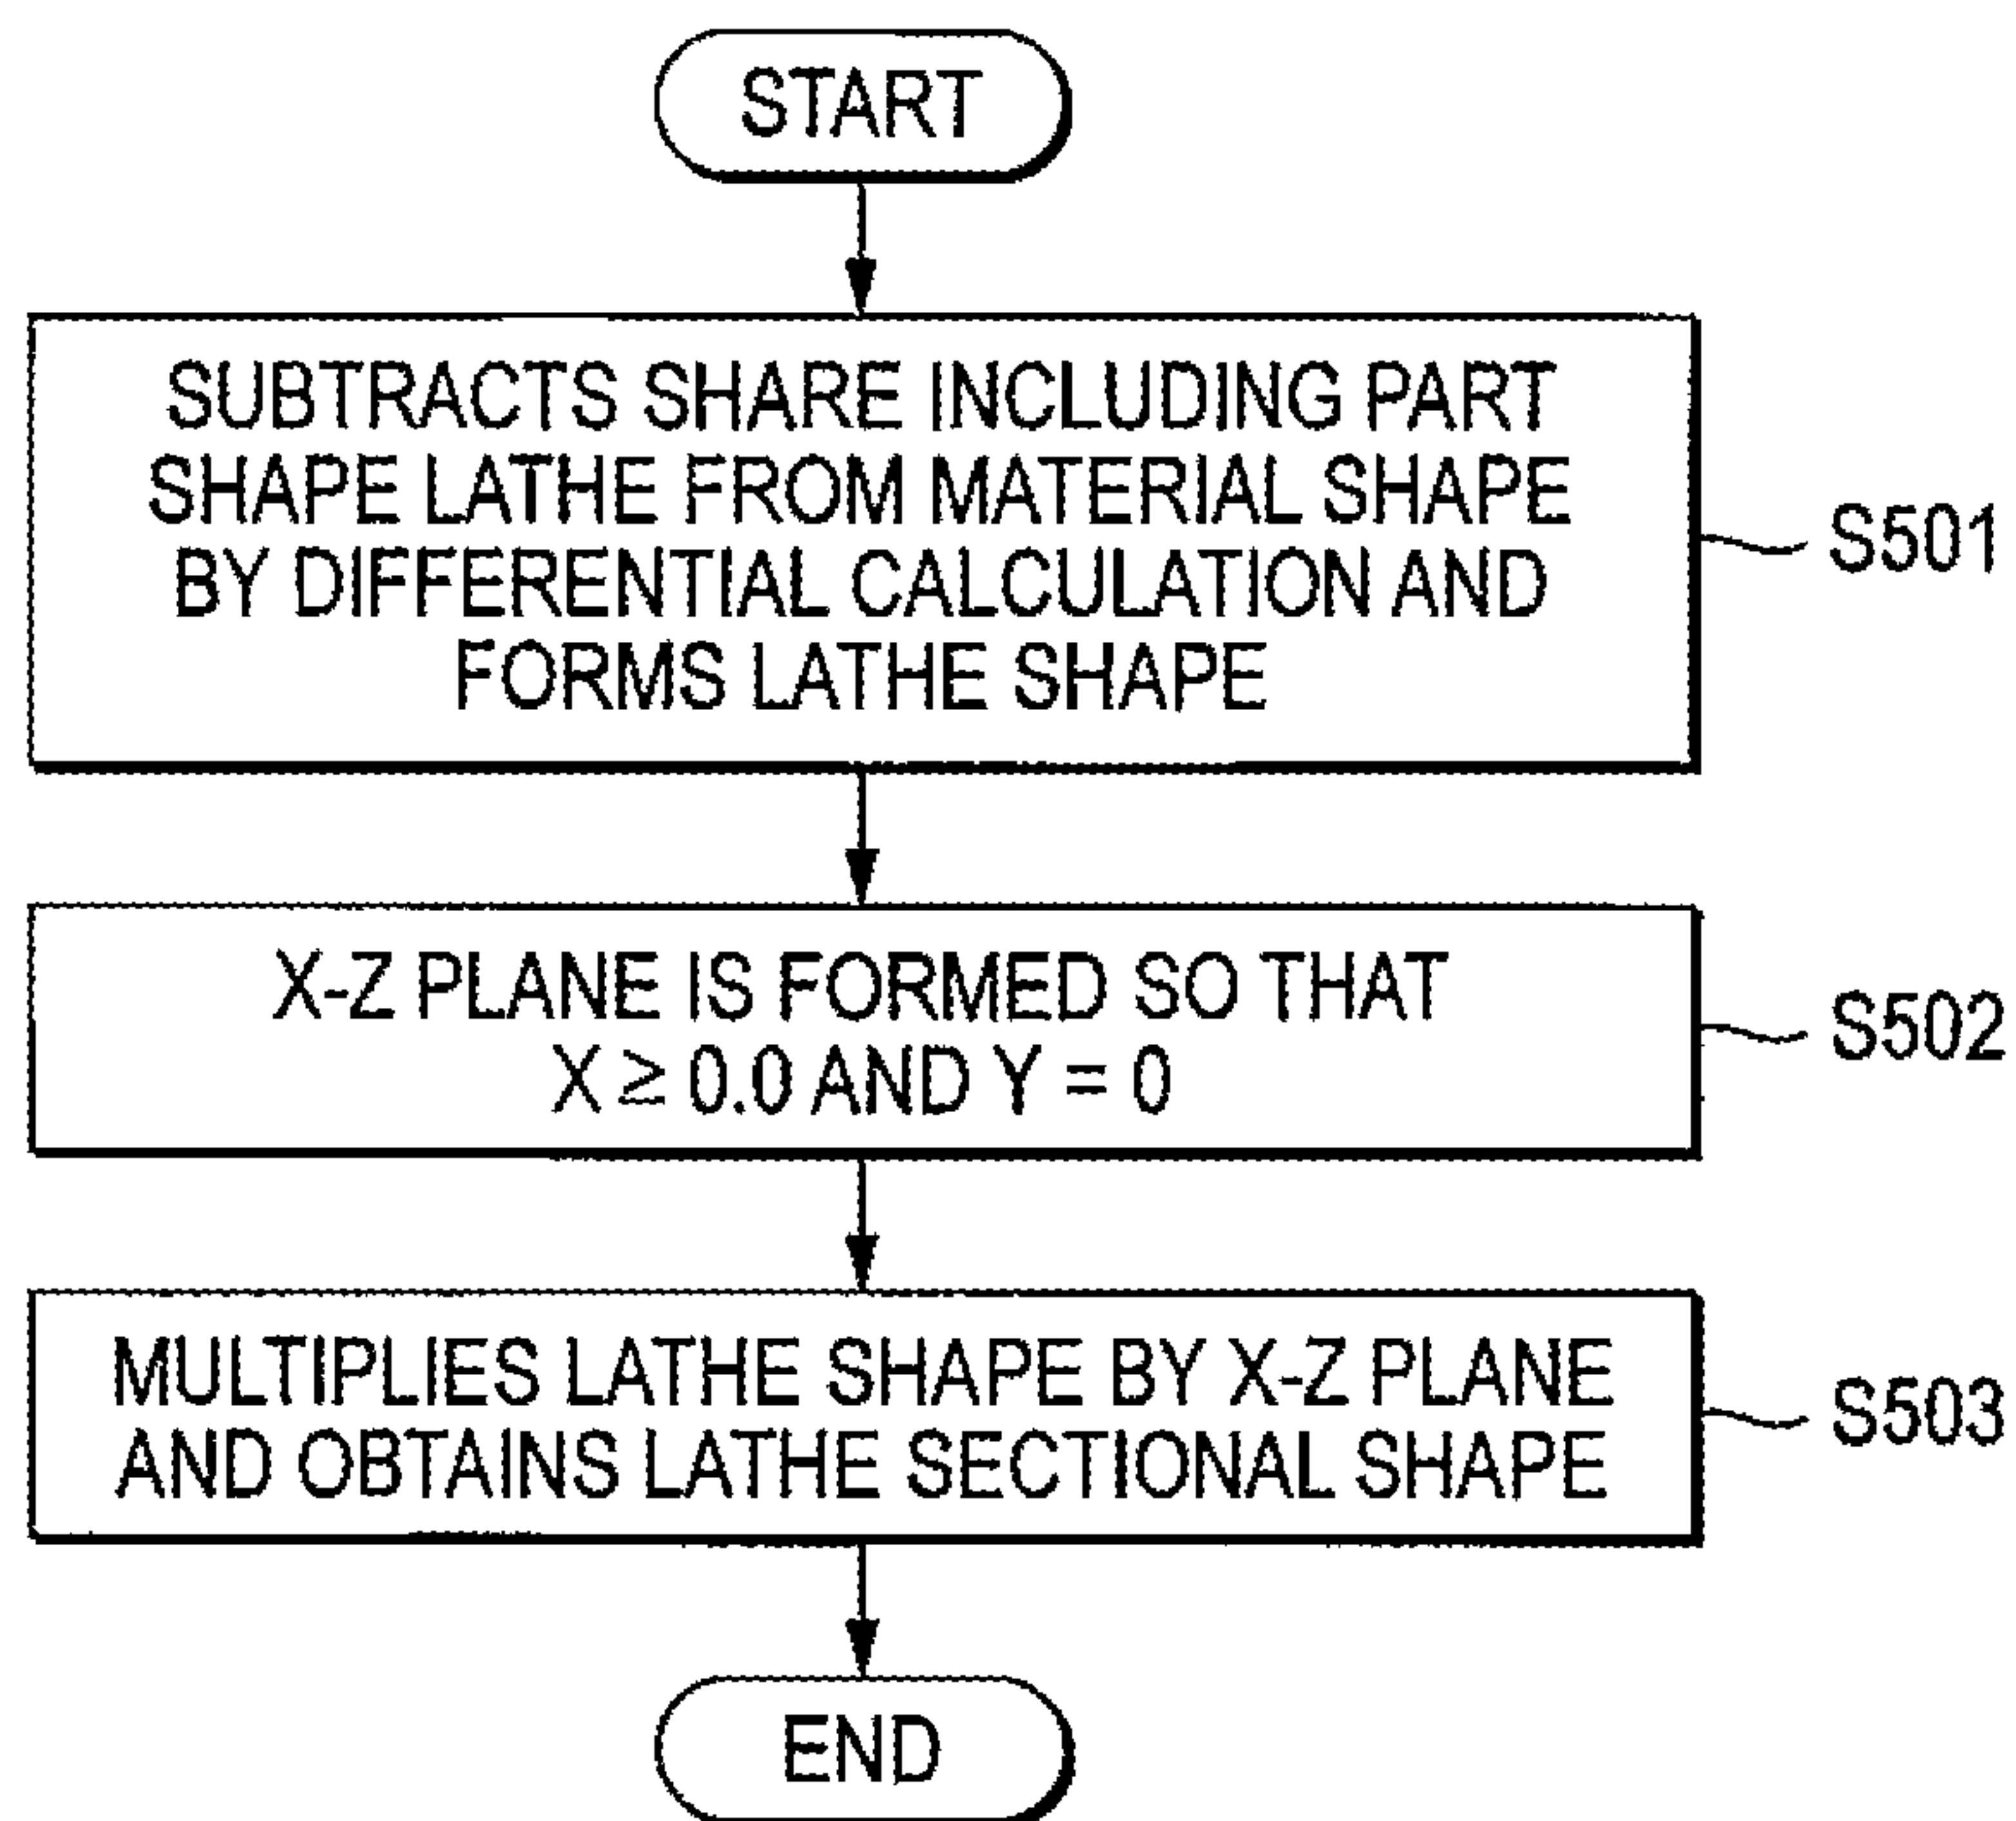 START
SUBTRACTS SHARE INCLUDING PART
SHAPE LATHE FROM MATERIAL SHAPE
BY DIFFERENTIAL CALCULATION AND
FORMS LATHE SHAPE
S501
X-Z PLANE IS FORMED SO THAT
X ≧ 0.0 AND Y = 0
S502
MULTIPLIES LATHE SHAPE BY X-Z PLANE
AND OBTAINS LATHE SECTIONAL SHAPE
S503
END